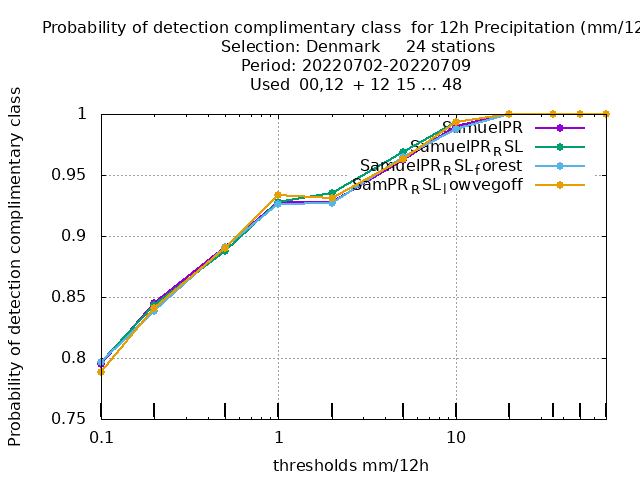 Probability of detection complimentary class  for 12h Precipitation (mm/12
Selection: Denmark     24 stations
Period: 20220702-20220709
Used  00,12  + 12 15 ... 48
Probability of detection complimentary class
1
0.95
0.9
0.85
0.8
0.75
SamuelPR
SamuelPR_RSL
SamuelPR_RSL_forest
SamPR_RSL_lowvegoff
0.1 1 10
thresholds mm/12h